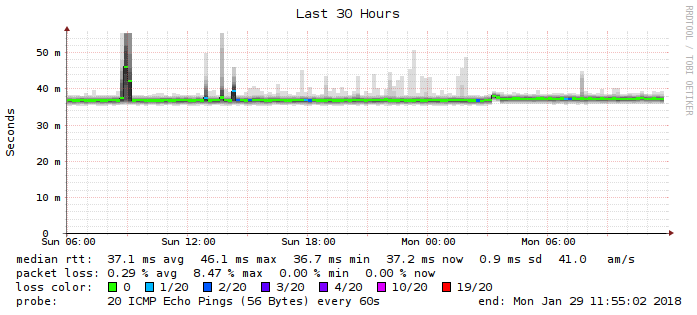 Last 30 Hours
RRDTOOL / TOBI OETIKER
Seconds
50 m
40 m
30 m
20 m
10 m
0
Sun 06:00 Sun 12:00 Sun 18:00 Mon 00:00 Mon 06:00
median rtt: 37.1 ms avg 46.1 ms max 36.7 ms min 37.2 ms now 0.9 ms sd 41.0 am/s
packet loss: 0.29 % avg 8.47 % max 0.00 % min 0.00 % now
loss color: 0 1/20 2/20 3/20 4/20 10/20 19/20
probe: 20 ICMP Echo Pings (56 Bytes) every 60s end: Mon Jan 29 11:55:02 2018